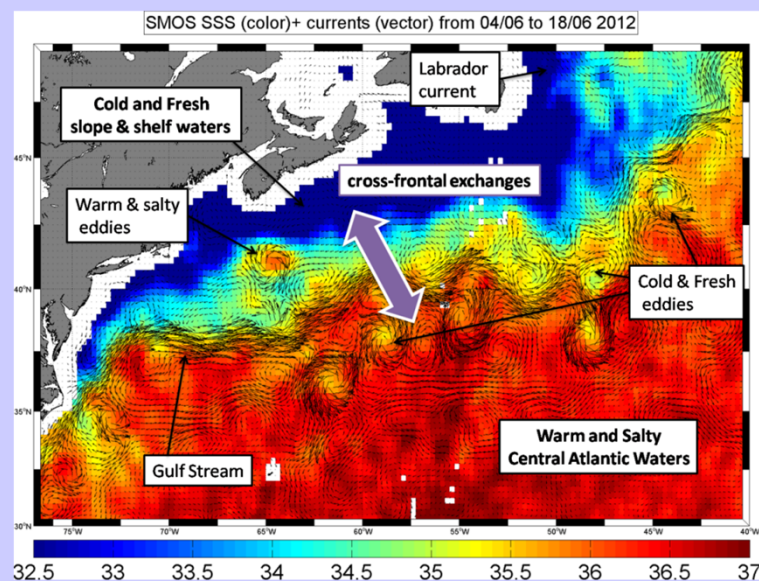 SMOS SSS (color)+ currents (vector) from 04/06 to 18/06 2012
Labrador
current
Cold and Fresh
slope & shelf waters
45°N
cross-frontal exchanges
Warm & salty
eddies
Cold & Fresh
eddies
40°N
35°N
Warm and Salty
Central Atlantic Waters
Gulf Stream
30°N
75°W 70°W 65°W 60°W 55°W 50°W 45°W 40°W
32.5 33 33.5 34 34.5 35 35.5 36 36.5 37